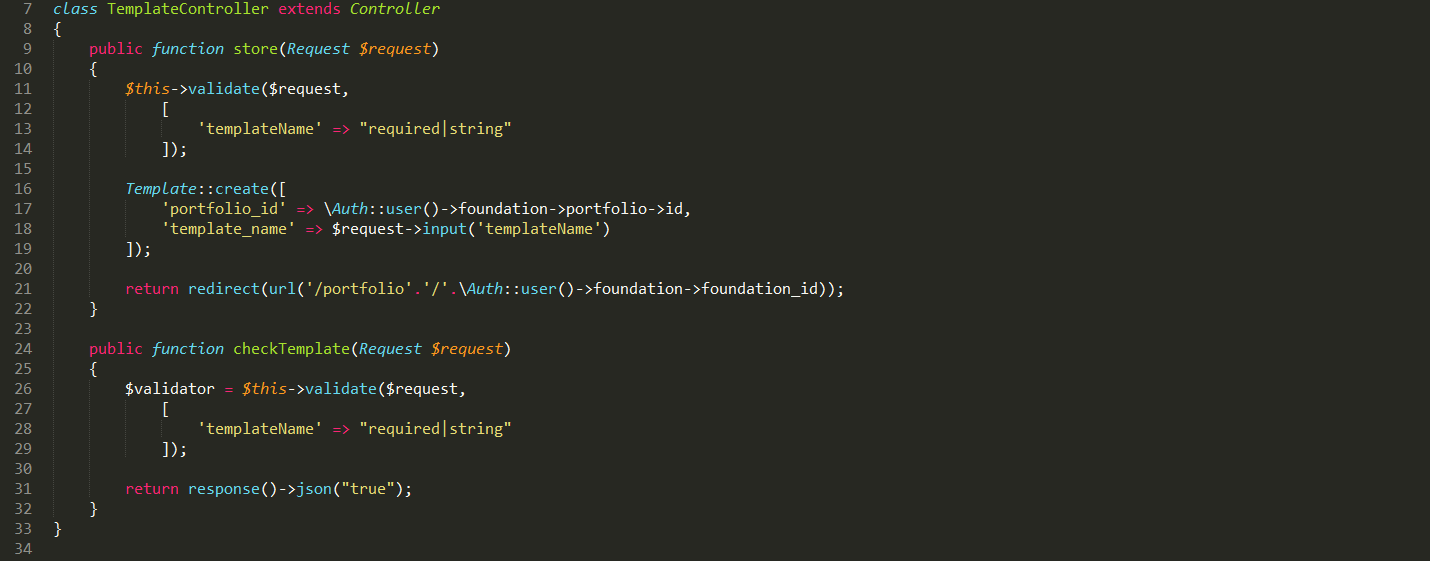 7 class TemplateController extends Controller
8 {
9     public function store(Request $request)
10     {
11         $this->validate($request,
12             [
13                 'templateName' => "required|string"
14             ]);
15
16         Template::create([
17             'portfolio_id' => \Auth::user()->foundation->portfolio->id,
18             'template_name' => $request->input('templateName')
19         ]);
20
21         return redirect(url('/portfolio'.'/'.\Auth::user()->foundation->foundation_id));
22     }
23
24     public function checkTemplate(Request $request)
25     {
26         $validator = $this->validate($request,
27             [
28                 'templateName' => "required|string"
29             ]);
30
31         return response()->json("true");
32     }
33 }
34